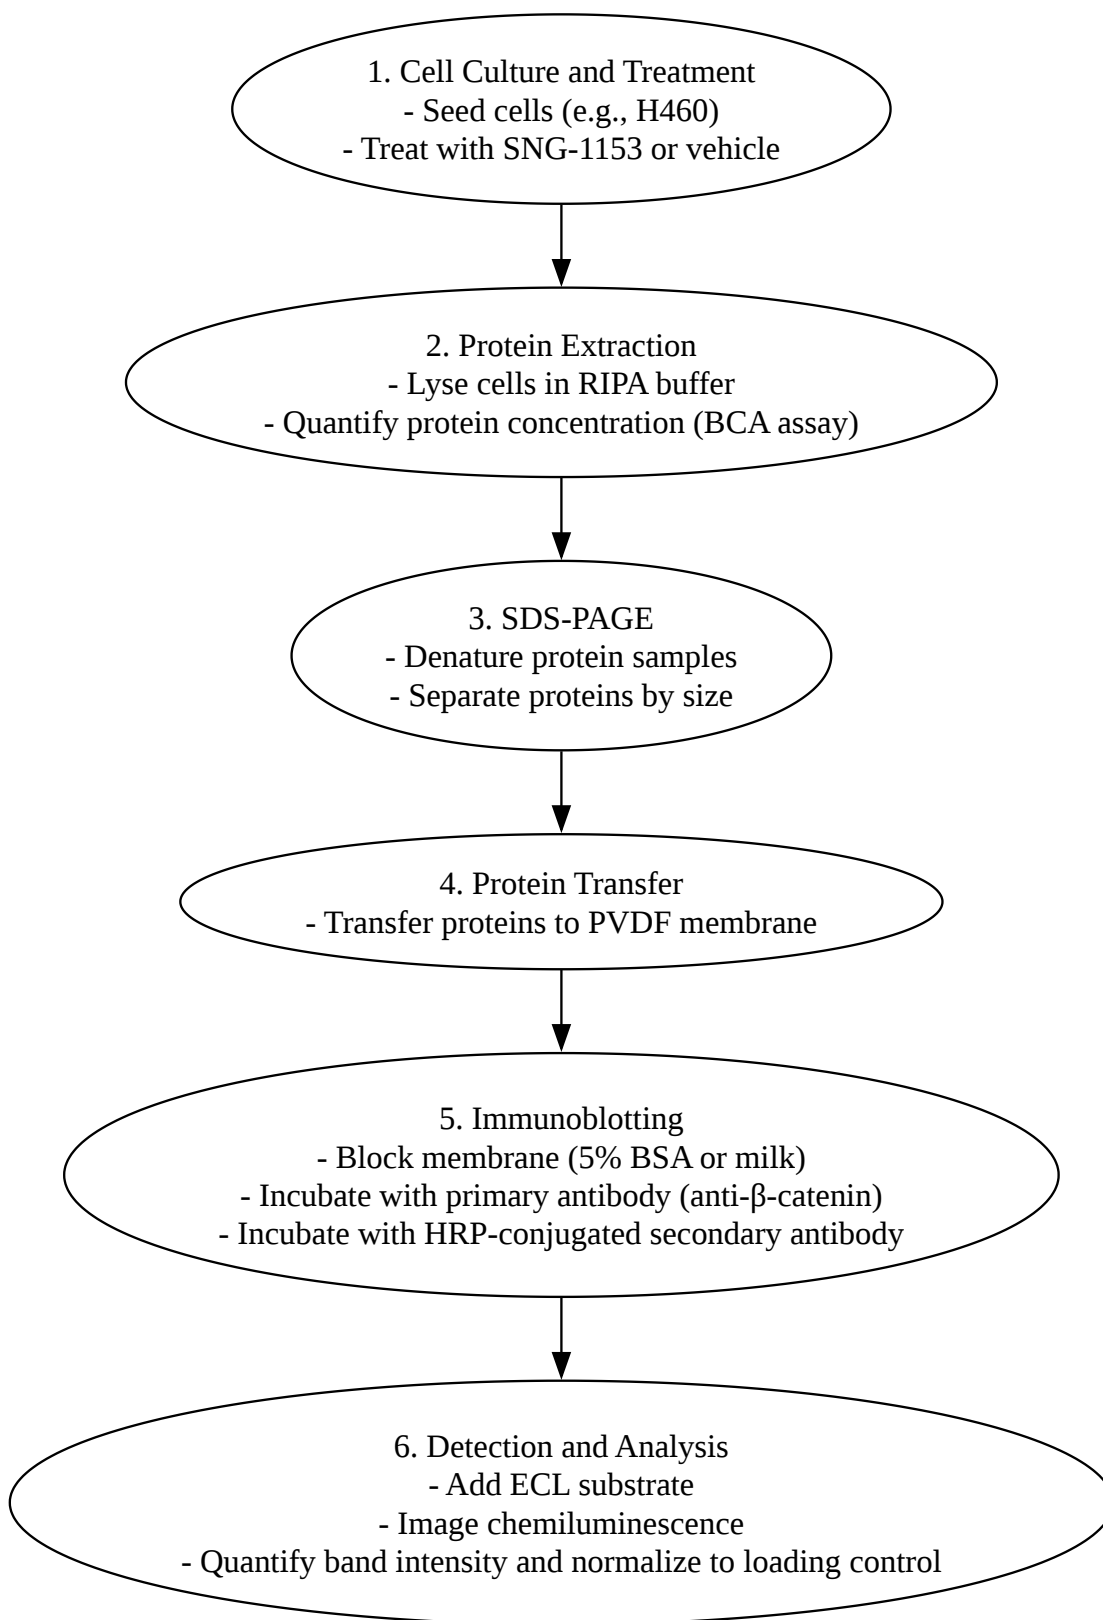 1. Cell Culture and Treatment
- Seed cells (e.g., H460)
- Treat with SNG-1153 or vehicle
2. Protein Extraction
- Lyse cells in RIPA buffer
- Quantify protein concentration (BCA assay)
3. SDS-PAGE
- Denature protein samples
- Separate proteins by size
4. Protein Transfer
- Transfer proteins to PVDF membrane
5. Immunoblotting
- Block membrane (5% BSA or milk)
- Incubate with primary antibody (anti-β-catenin)
- Incubate with HRP-conjugated secondary antibody
6. Detection and Analysis
- Add ECL substrate
- Image chemiluminescence
- Quantify band intensity and normalize to loading control